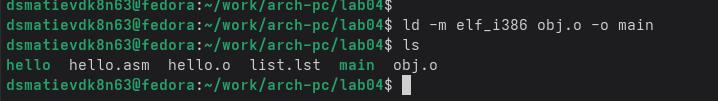 dsmatievdk8n63@fedora:~/work/arch-pc/lab04$
dsmatievdk8n63@fedora:~/work/arch-pc/lab04$ ld -m elf_i386 obj.o -o main
dsmatievdk8n63@fedora:~/work/arch-pc/lab04$ ls
hello  hello.asm  hello.o  list.lst  main  obj.o
dsmatievdk8n63@fedora:~/work/arch-pc/lab04$